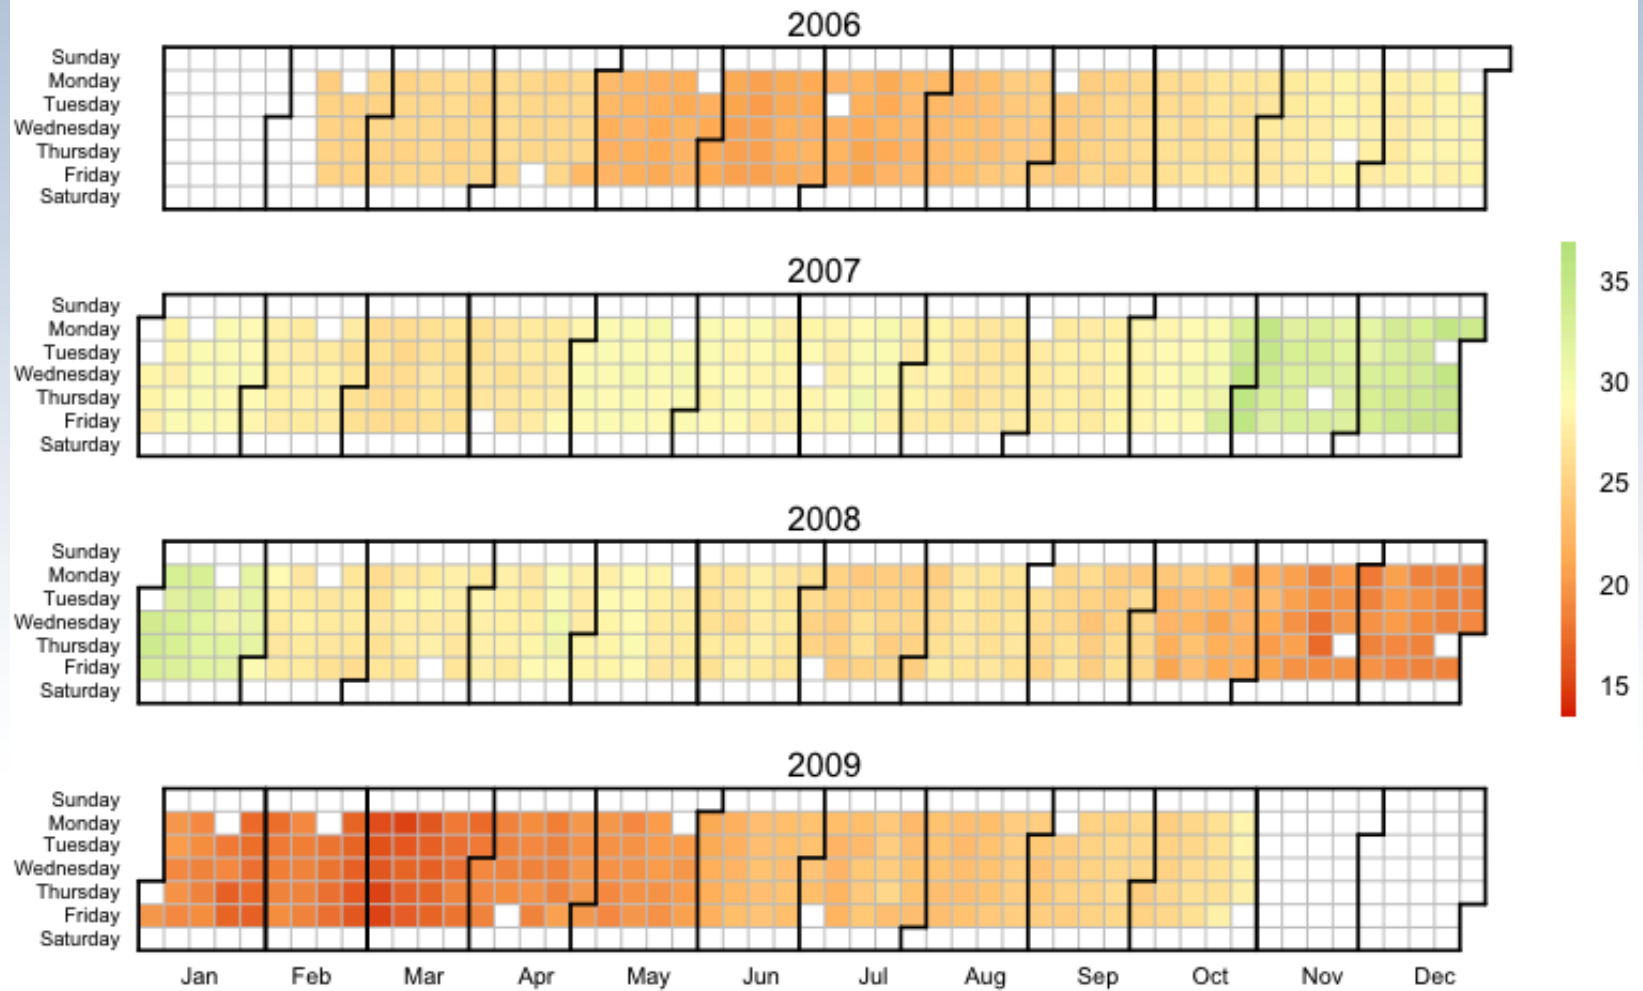 2006
Sunday
Monday
Tuesday
Wednesday
Thursday
Friday
Saturday
2007
Sunday
Monday
Tuesday
Wednesday
Thursday
Friday
Saturday
35
30
25
20
15
2008
Sunday
Monday
Tuesday
Wednesday
Thursday
Friday
Saturday
2009
Sunday
Monday
Tuesday
Wednesday
Thursday
Friday
Saturday
Jan Feb Mar Apr May Jun Jul Aug Sep Oct Nov Dec